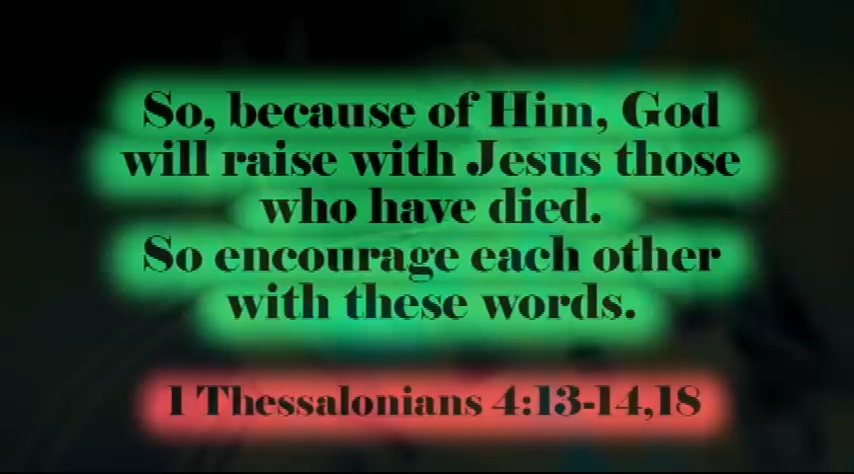 So, because of Him, God
will raise with Jesus those
who have died.
So encourage each other
with these words.
1 Thessalonians 4:13-14,18